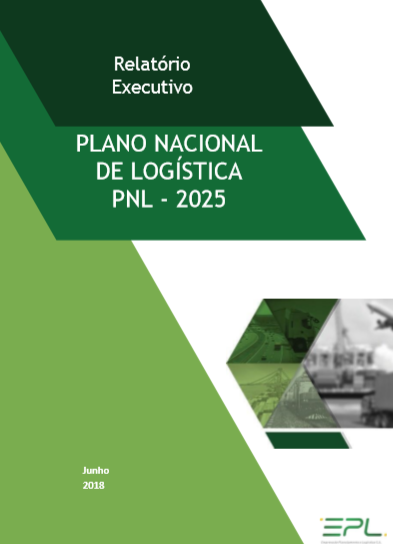 Relatório
Executivo
PLANO NACIONAL
DE LOGÍSTICA
PNL - 2025
Junho
2018
EPL